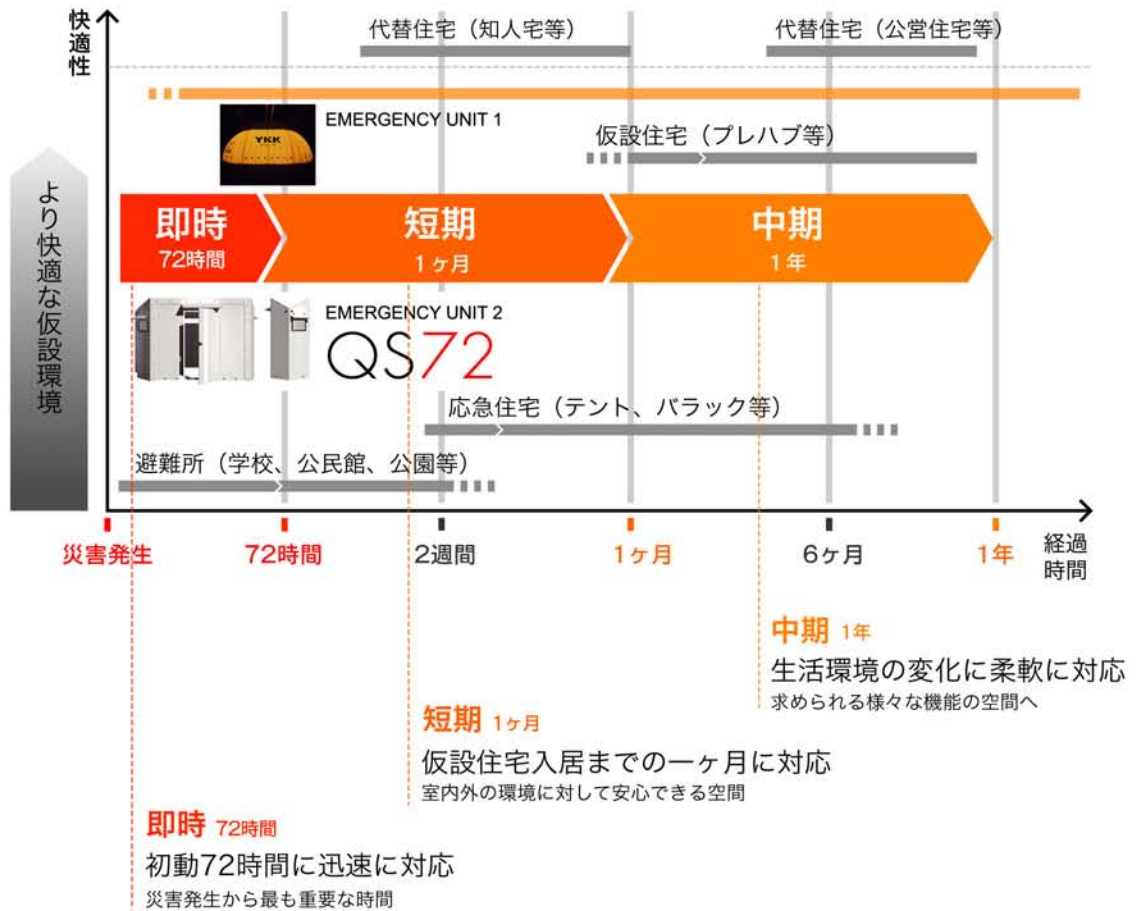 快適性
代替住宅（知人宅等）
代替住宅（公営住宅等）
EMERGENCY UNIT 1
YKK
仮設住宅（プレハブ等）
より快適な仮設環境
即時
72時間
短期
1ヶ月
中期
1年
EMERGENCY UNIT 2
QS72
応急住宅（テント、バラック等）
避難所（学校、公民館、公園等）
災害発生
72時間
2週間
1ヶ月
6ヶ月
1年
経過
時間
中期 1年
生活環境の変化に柔軟に対応
求められる様々な機能の空間へ
短期 1ヶ月
仮設住宅入居までの一ヶ月に対応
室内外の環境に対して安心できる空間
即時 72時間
初動72時間に迅速に対応
災害発生から最も重要な時間